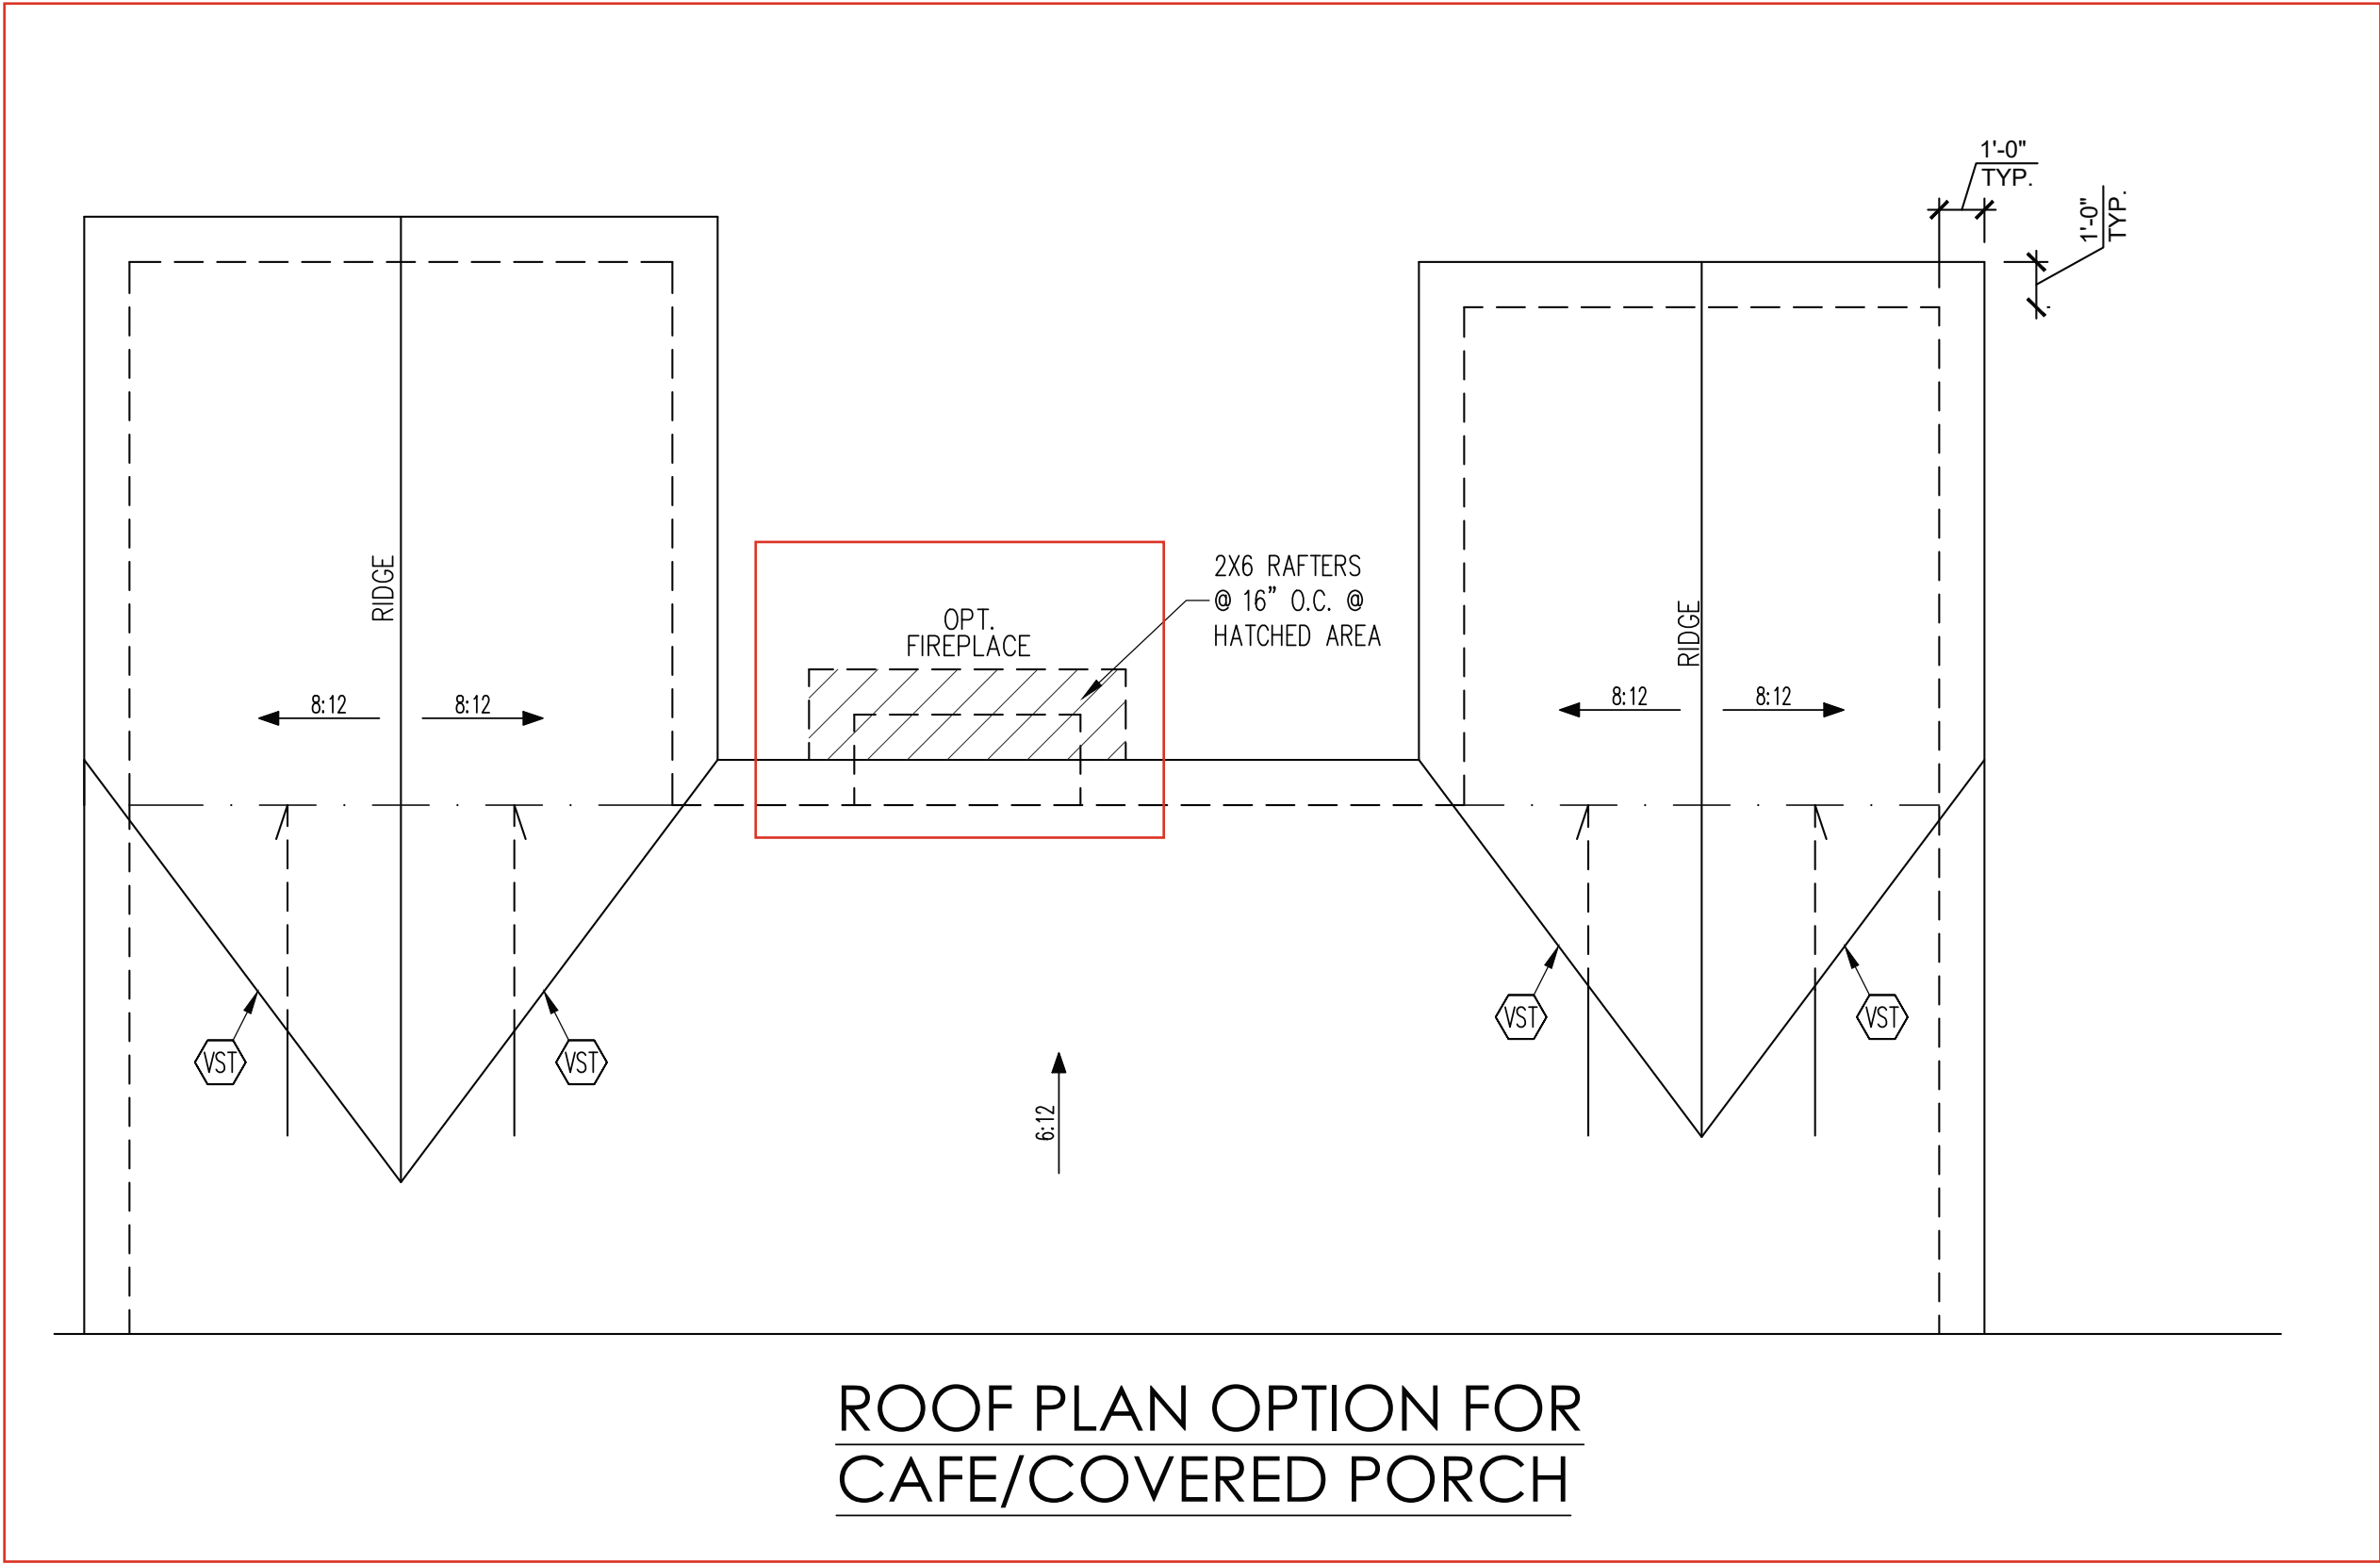 1'-0"
TYP.
1'-0"
TYP.
RIDGE
OPT.
FIREPLACE
2X6 RAFTERS
@ 16" O.C. @
HATCHED AREA
RIDGE
8:12
8:12
8:12
8:12
VST
VST
VST
VST
6:12
ROOF PLAN OPTION FOR
CAFE/COVERED PORCH